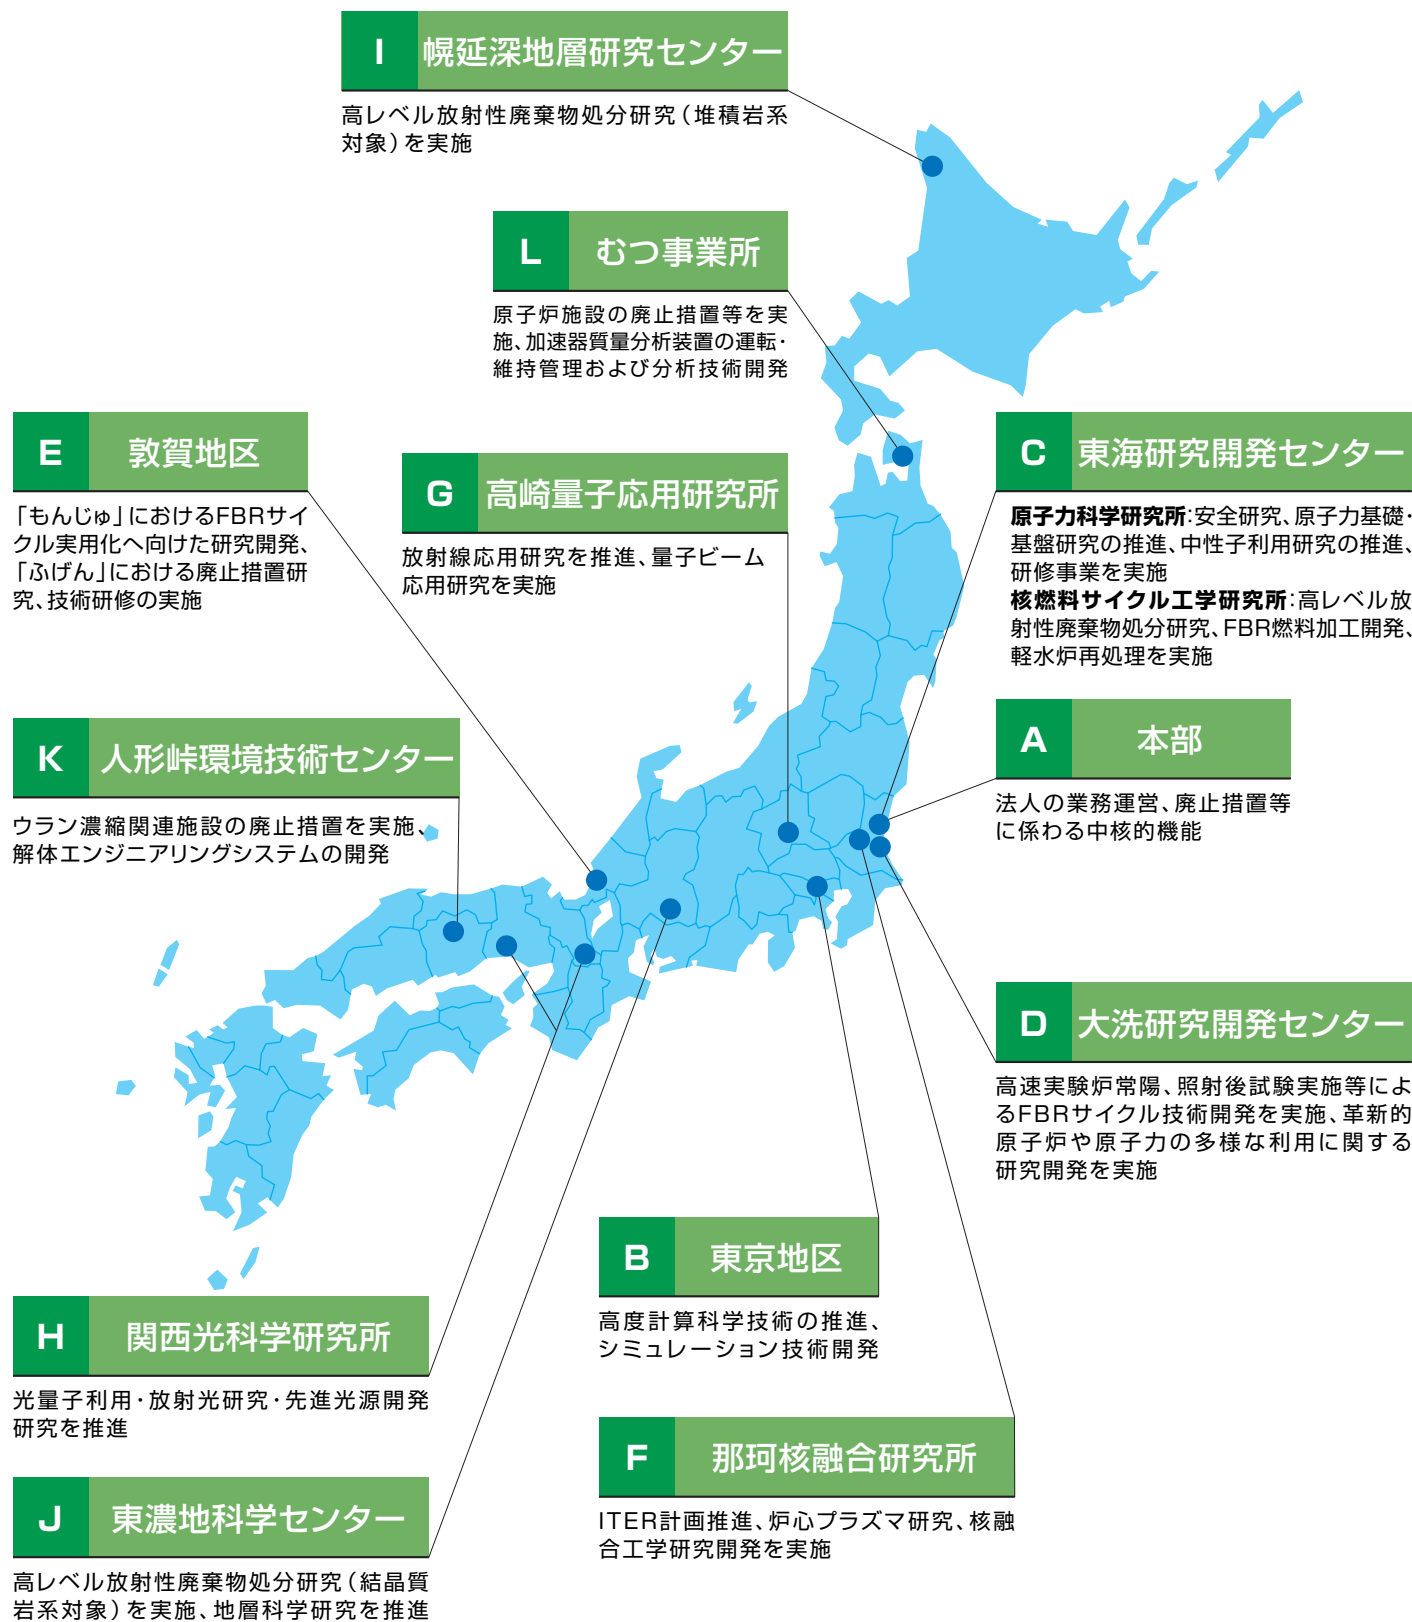 I 幌延深地層研究センター
高レベル放射性廃棄物処分研究（堆積岩系
対象）を実施
L むつ事業所
原子炉施設の廃止措置等を実
施、加速器質量分析装置の運転・
維持管理および分析技術開発
E 敦賀地区
「もんじゅ」におけるFBRサイ
クル実用化へ向けた研究開発、
「ふげん」における廃止措置研
究、技術研修の実施
G 高崎量子応用研究所
放射線応用研究を推進、量子ビーム
応用研究を実施
C 東海研究開発センター
原子力科学研究所:安全研究、原子力基礎・
基盤研究の推進、中性子利用研究の推進、
研修事業を実施
核燃料サイクル工学研究所:高レベル放
射性廃棄物処分研究、FBR燃料加工開発、
軽水炉再処理を実施
K 人形峠環境技術センター
ウラン濃縮関連施設の廃止措置を実施、
解体エンジニアリングシステムの開発
A 本部
法人の業務運営、廃止措置等
に係わる中核的機能
D 大洗研究開発センター
高速実験炉常陽、照射後試験実施等によ
るFBRサイクル技術開発を実施、革新的
原子炉や原子力の多様な利用に関する
研究開発を実施
B 東京地区
高度計算科学技術の推進、
シミュレーション技術開発
H 関西光科学研究所
光量子利用・放射光研究・先進光源開発
研究を推進
F 那珂核融合研究所
ITER計画推進、炉心プラズマ研究、核融
合工学研究開発を実施
J 東濃地科学センター
高レベル放射性廃棄物処分研究（結晶質
岩系対象）を実施、地層科学研究を推進